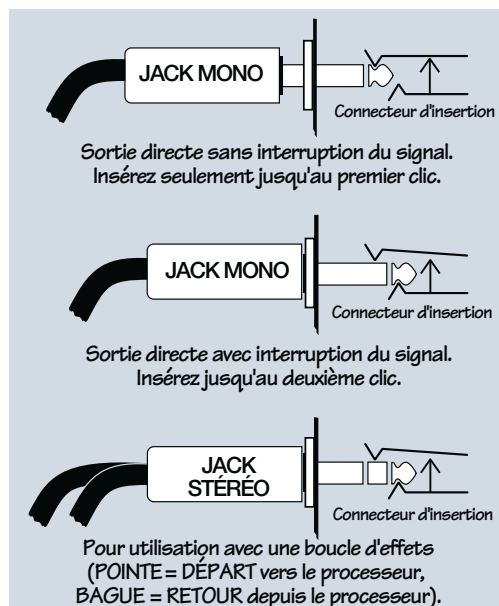 JACK MONO
Connecteur d'insertion
Sortie directe sans interruption du signal.
Insérez seulement jusqu'au premier clic.
JACK MONO
Connecteur d'insertion
Sortie directe avec interruption du signal.
Insérez jusqu'au deuxième clic.
JACK
STÉRÉO
Connecteur d'insertion
Pour utilisation avec une boucle d'effets
(POINTE = DÉPART vers le processeur,
BAGUE = RETOUR depuis le processeur).